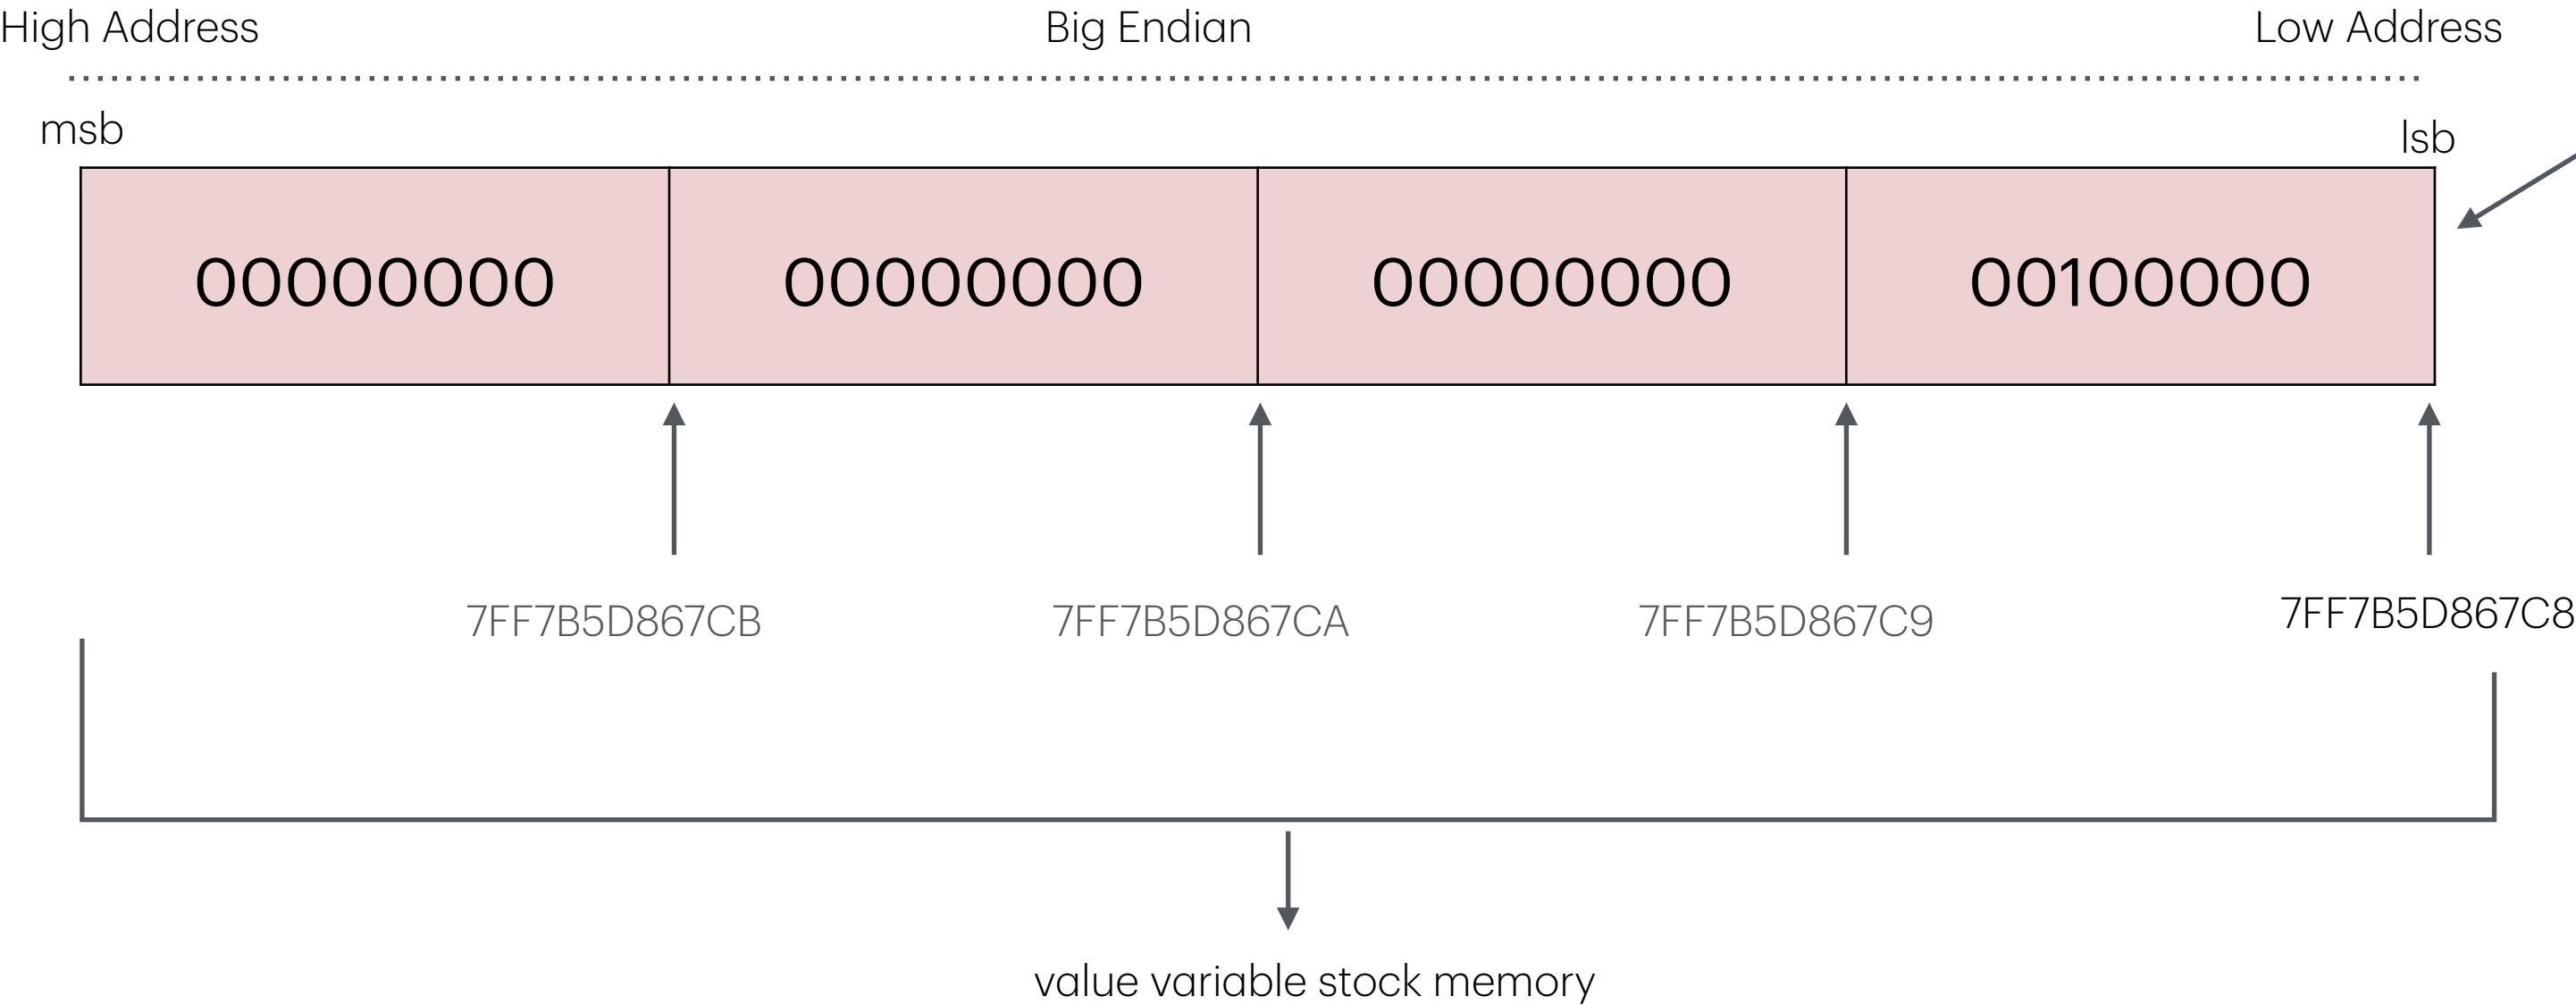 High Address
Big Endian
Low Address
msb
lsb
00000000
00000000
00000000
00100000
7FF7B5D867CB
7FF7B5D867CA
7FF7B5D867C9
7FF7B5D867C8
value variable stock memory